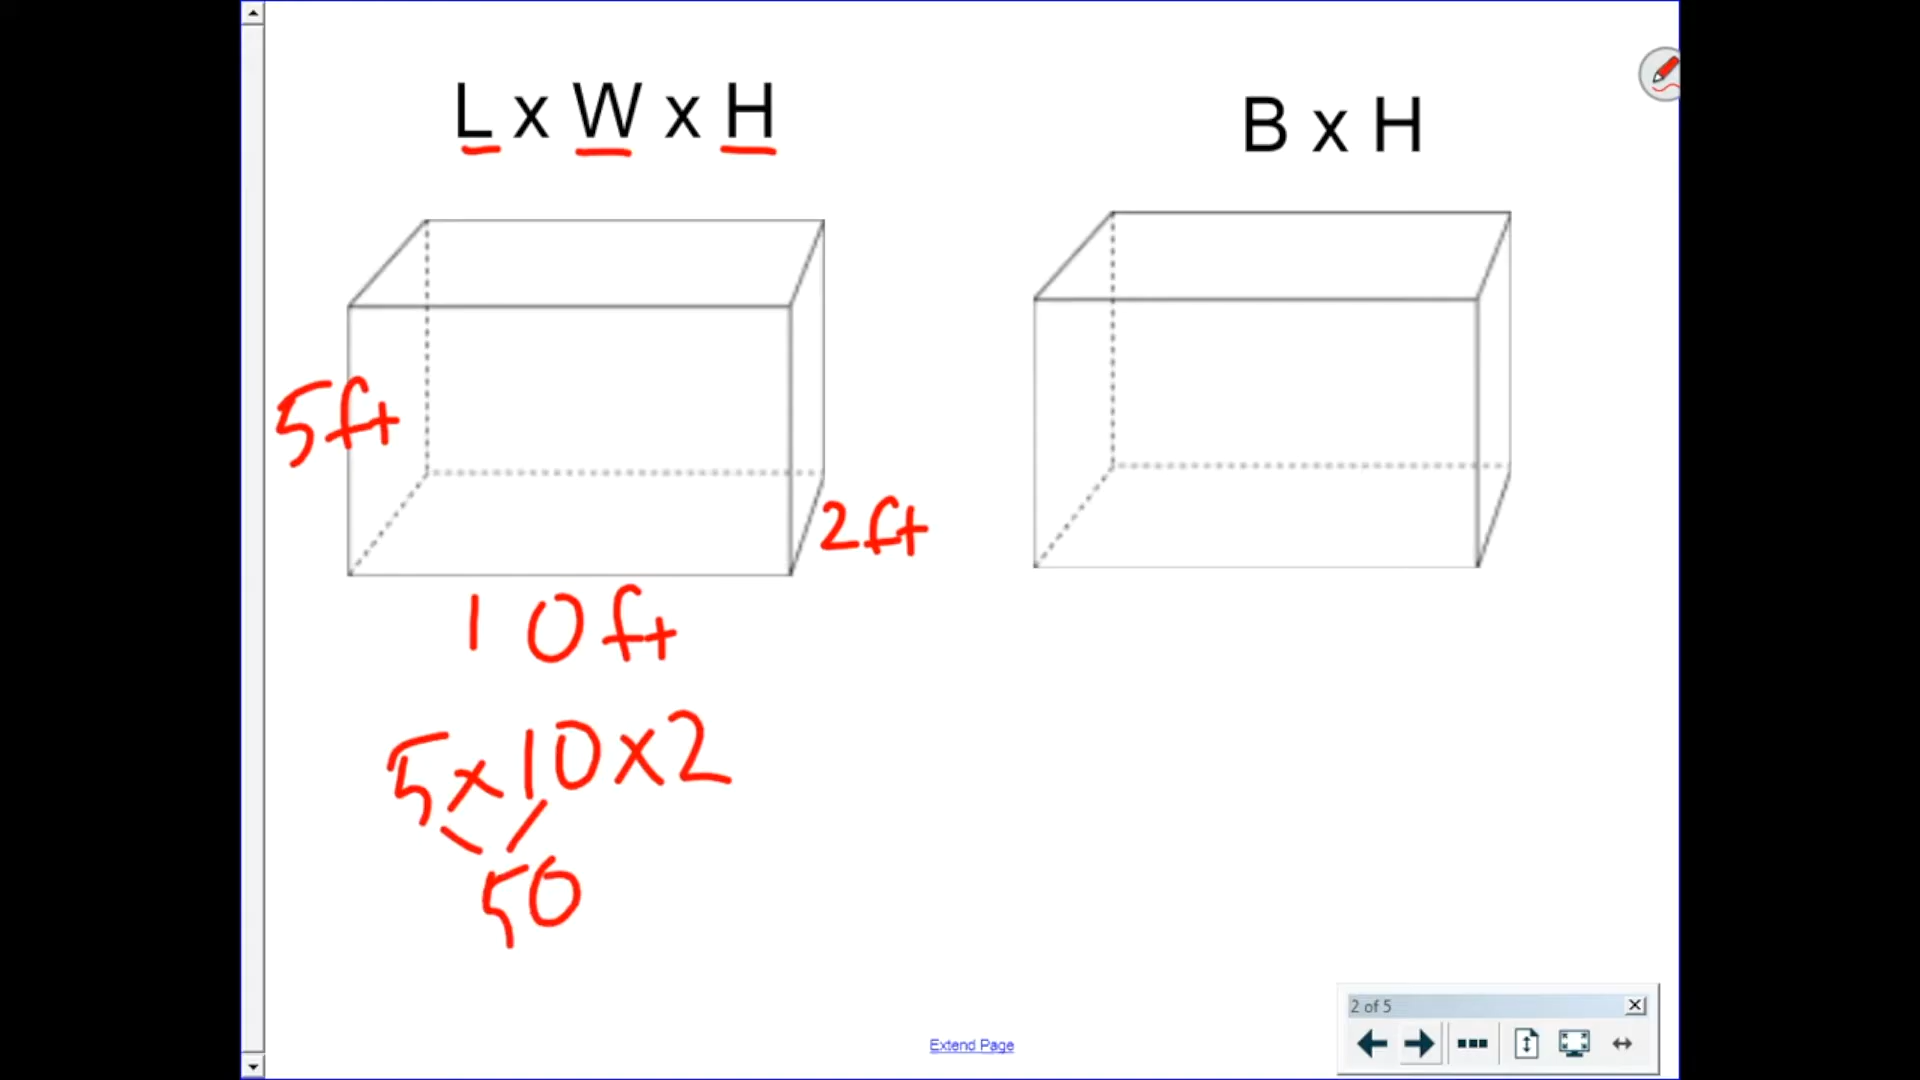 L x W x H
B x H
5ft
2ft
10ft
5x10x2
50
2 of 5
Extend Page